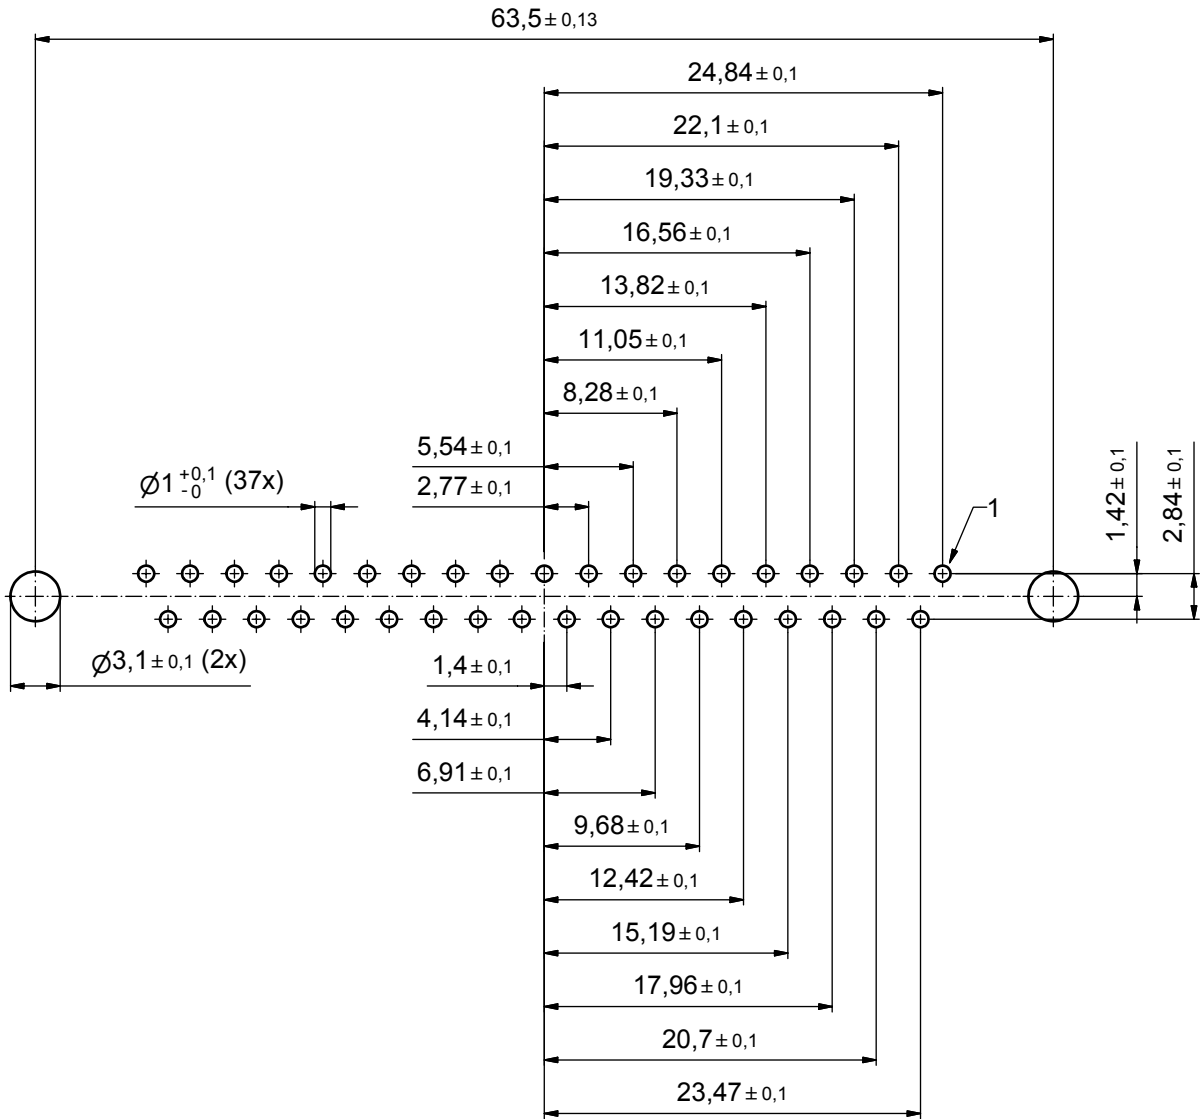 63,5 ± 0,13
24,84 ± 0,1
22,1 ± 0,1
19,33 ± 0,1
16,56 ± 0,1
13,82 ± 0,1
11,05 ± 0,1
8,28 ± 0,1
5,54 ± 0,1
Ø1 +0,1 -0 (37x)
2,77 ± 0,1
1
1,42 ± 0,1
2,84 ± 0,1
Ø3,1 ± 0,1 (2x)
1,4 ± 0,1
4,14 ± 0,1
6,91 ± 0,1
9,68 ± 0,1
12,42 ± 0,1
15,19 ± 0,1
17,96 ± 0,1
20,7 ± 0,1
23,47 ± 0,1